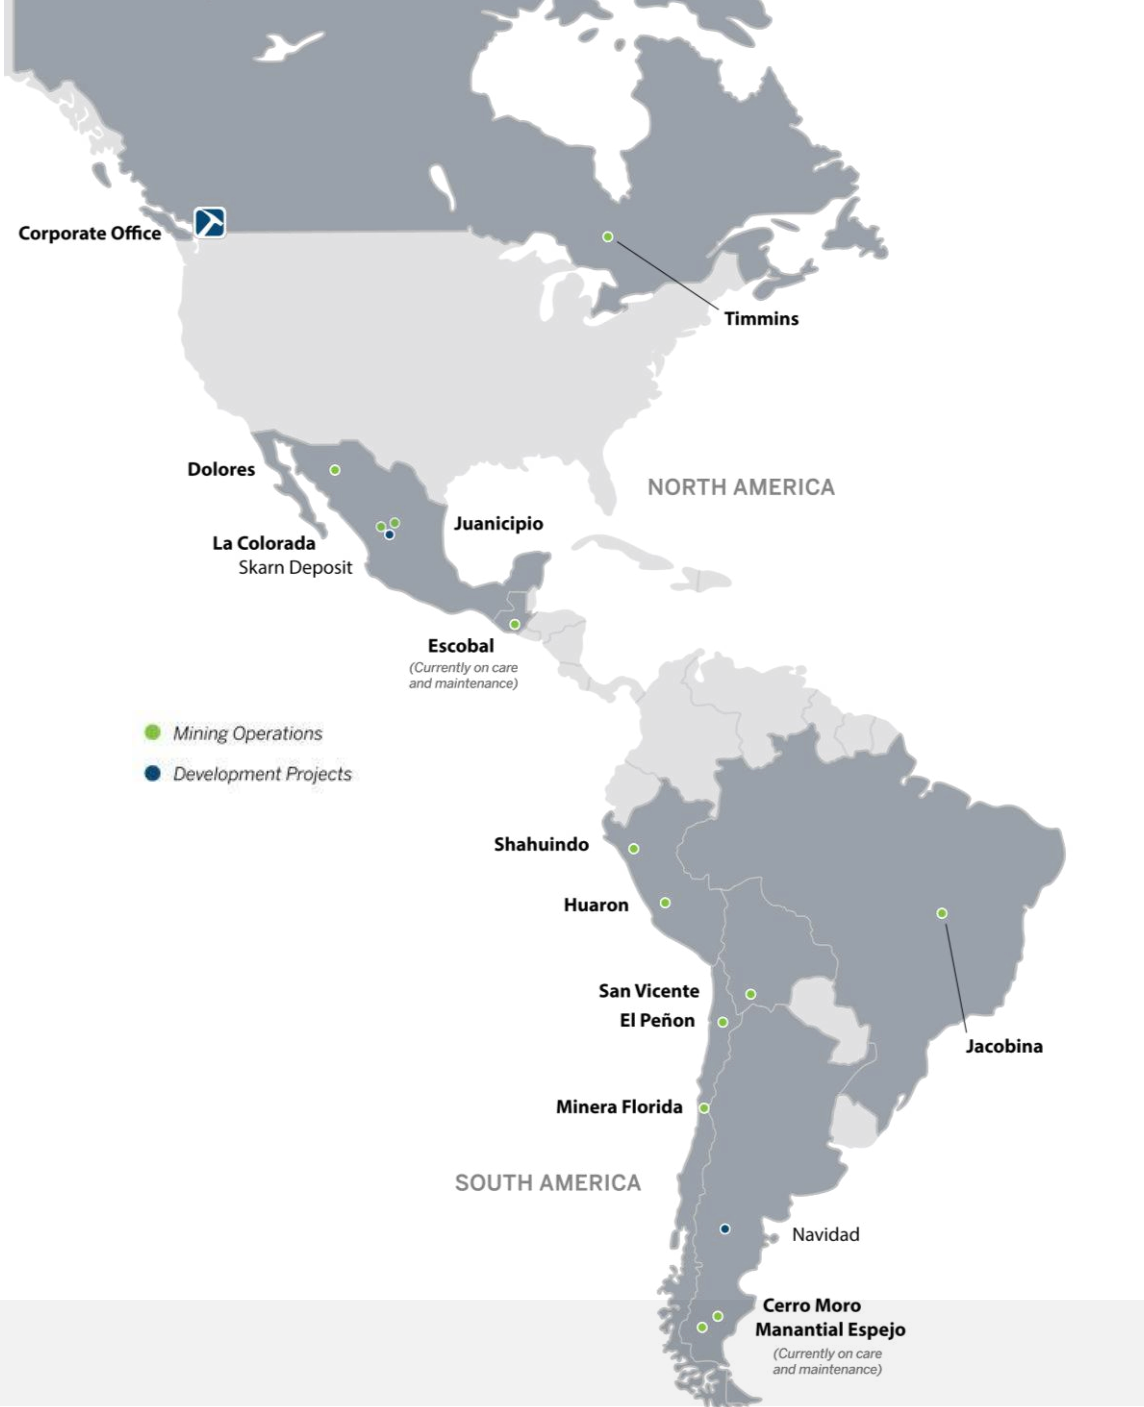 Corporate Office
Timmins
Dolores
NORTH AMERICA
Juanicipio
La Colorada
Skarn Deposit
Escobal
(Currently on care
and maintenance)
Mining Operations
Development Projects
Shahuindo
Huaron
San Vicente
El Peñon
Jacobina
Minera Florida
SOUTH AMERICA
Navidad
Cerro Moro
Manantial Espejo
(Currently on care
and maintenance)